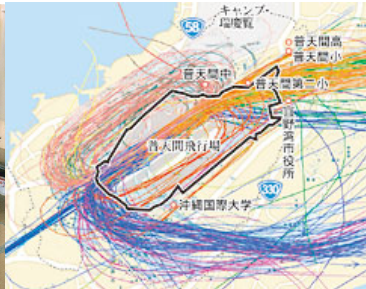 キャンプ・
瑞慶覧
58
普天間高
普天間小
普天間中
普天間第二小
宜野湾市役所
普天間飛行場
330
沖縄国際大学